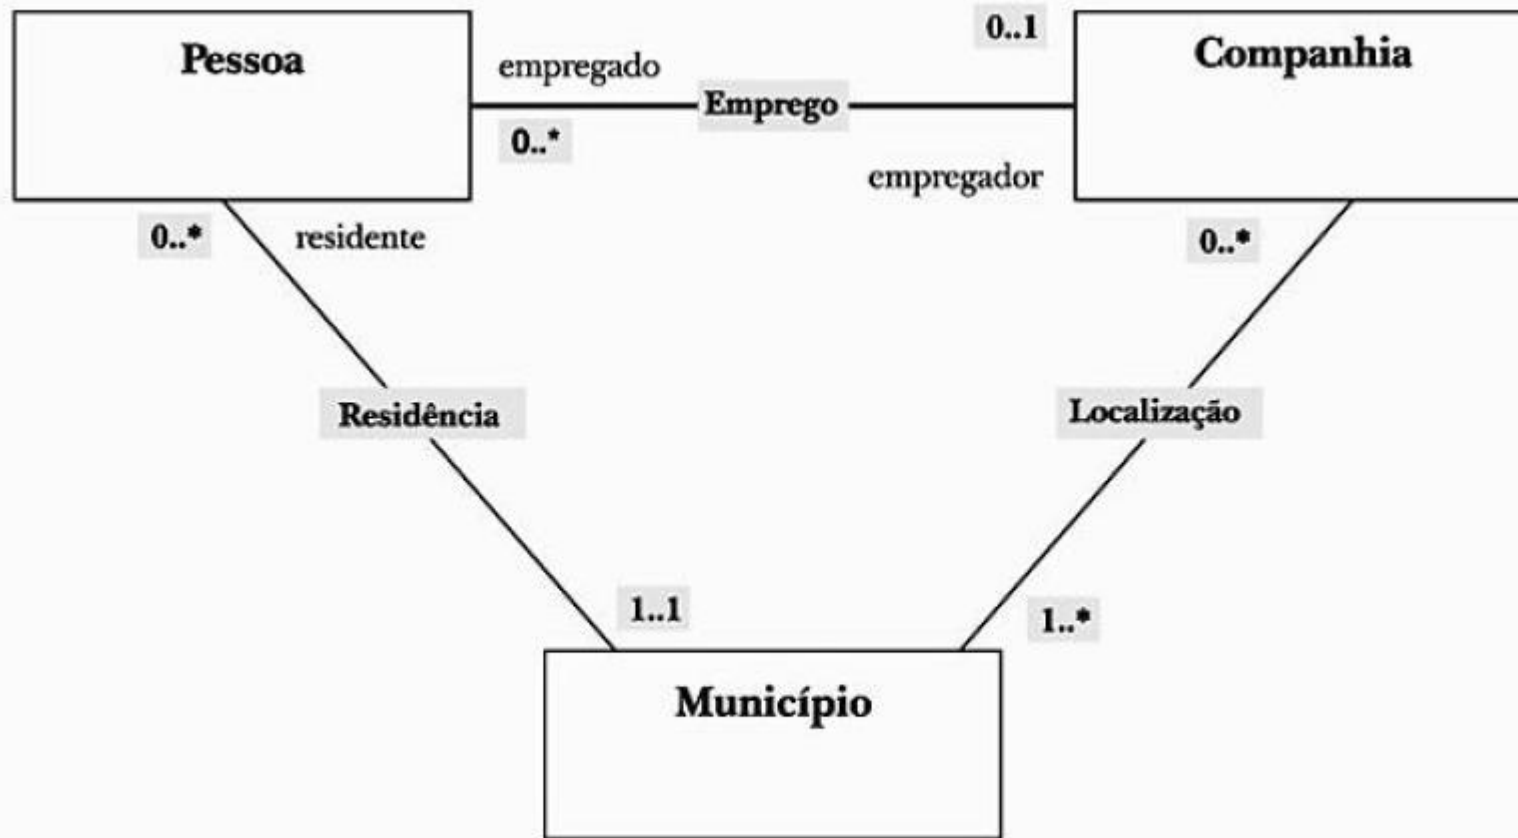 Pessoa
empregado
0..*
Emprego
0..1
empregador
Companhia
0..*
residente
0..*
Residência
Localização
1..1
1..*
Município